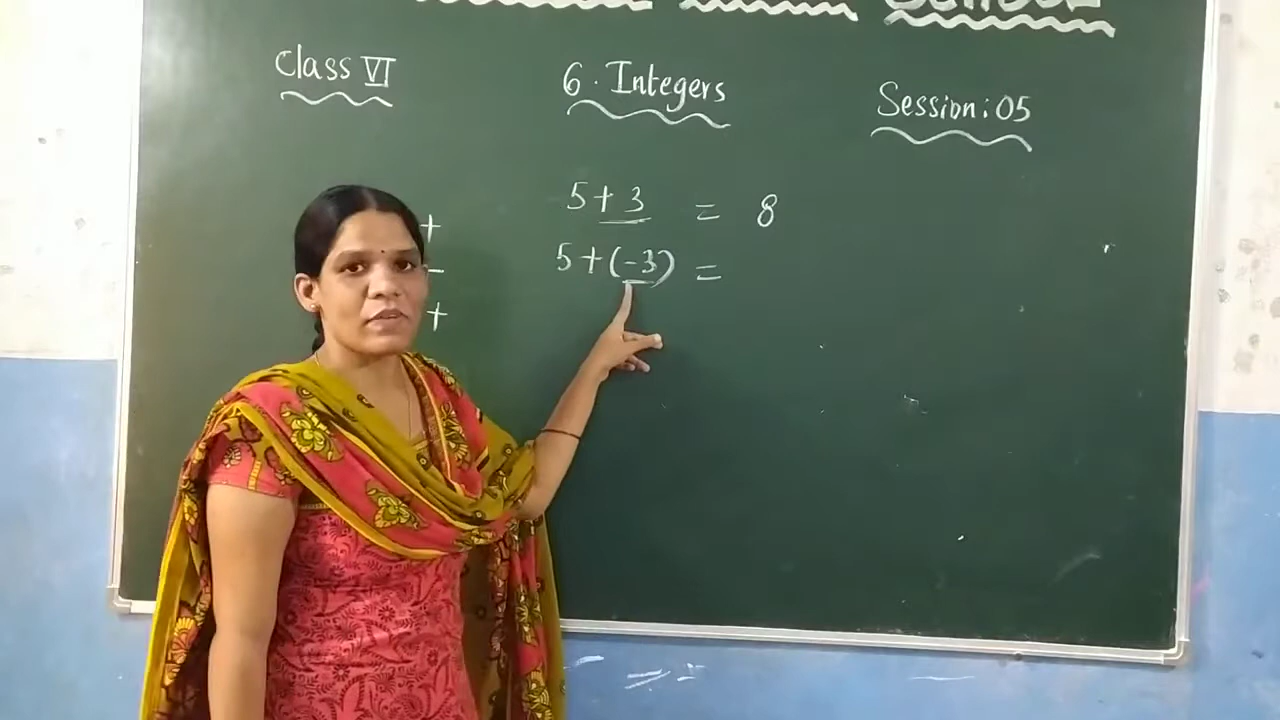 Class VI
6. Integers
Session: 05
5 + 3 = 8
5 + (-3) =
+
-
+